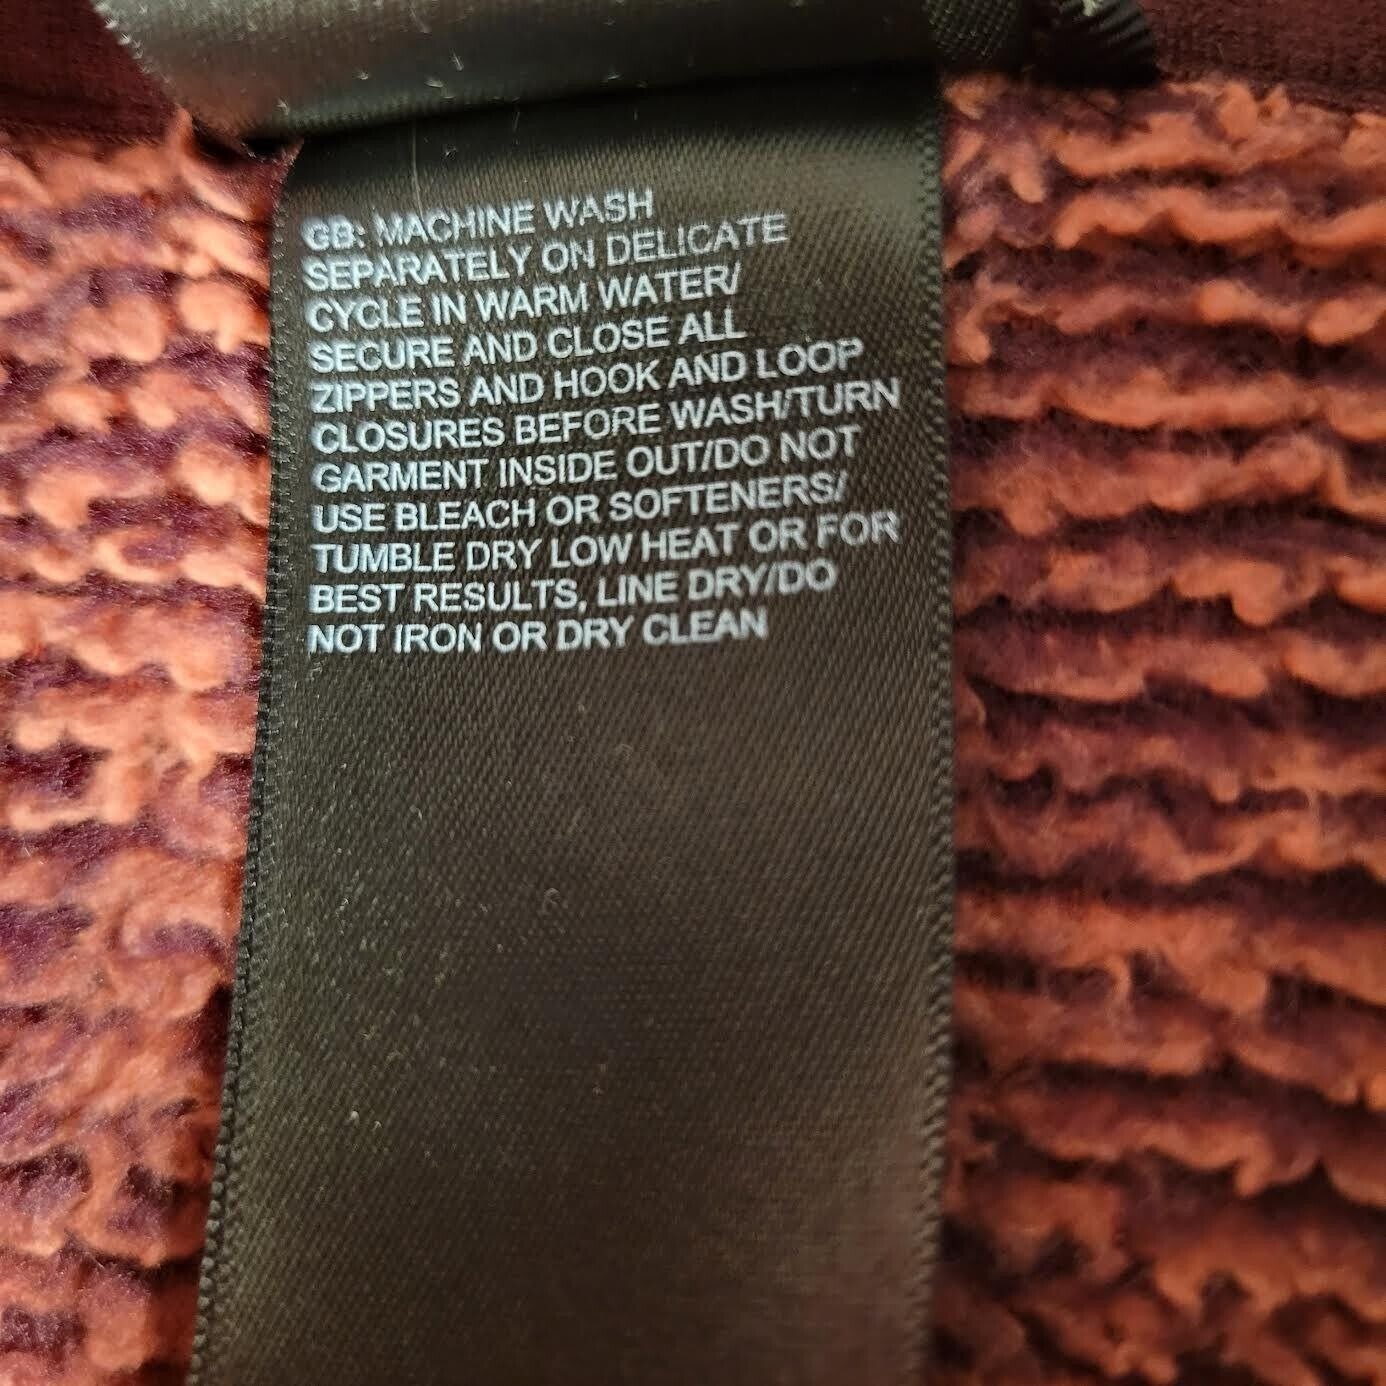 GB: MACHINE WASH
SEPARATELY ON DELICATE
CYCLE IN WARM WATER/
SECURE AND CLOSE ALL
ZIPPERS AND HOOK AND LOOP
CLOSURES BEFORE WASH/TURN
GARMENT INSIDE OUT/DO NOT
USE BLEACH OR SOFTENERS/
TUMBLE DRY LOW HEAT OR FOR
BEST RESULTS, LINE DRY/DO
NOT IRON OR DRY CLEAN